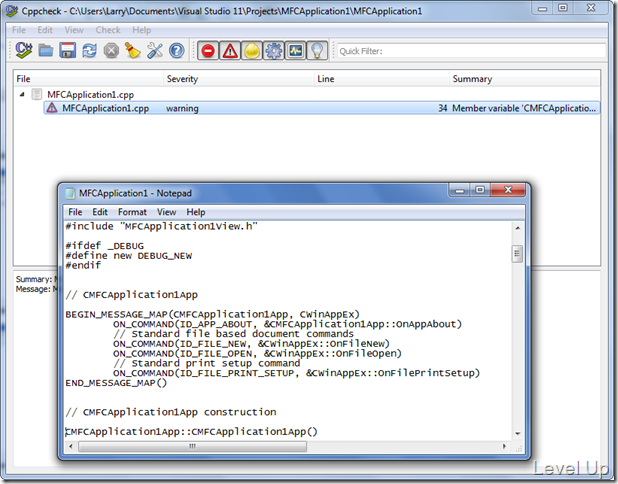 Cppcheck - C:\Users\Larry\Documents\Visual Studio 11\Projects\MFCApplication1\MFCApplication1
File Edit View Check Help
Quick Filter:
File Severity Line Summary
MFCApplication1.cpp
MFCApplication1.cpp warning 34 Member variable 'CMFCApplicatio...
MFCApplication1 - Notepad
File Edit Format View Help
#include "MFCApplication1View.h"
#ifdef _DEBUG
#define new DEBUG_NEW
#endif
// CMFCApplication1App
BEGIN_MESSAGE_MAP(CMFCApplication1App, CWinAppEx)
ON_COMMAND(ID_APP_ABOUT, &CMFCApplication1App::OnAppAbout)
// Standard file based document commands
ON_COMMAND(ID_FILE_NEW, &CWinAppEx::OnFileNew)
ON_COMMAND(ID_FILE_OPEN, &CWinAppEx::OnFileOpen)
// Standard print setup command
ON_COMMAND(ID_FILE_PRINT_SETUP, &CWinAppEx::OnFilePrintSetup)
END_MESSAGE_MAP()
// CMFCApplication1App construction
CMFCApplication1App::CMFCApplication1App()
Summary: M
Message: M
Level Up